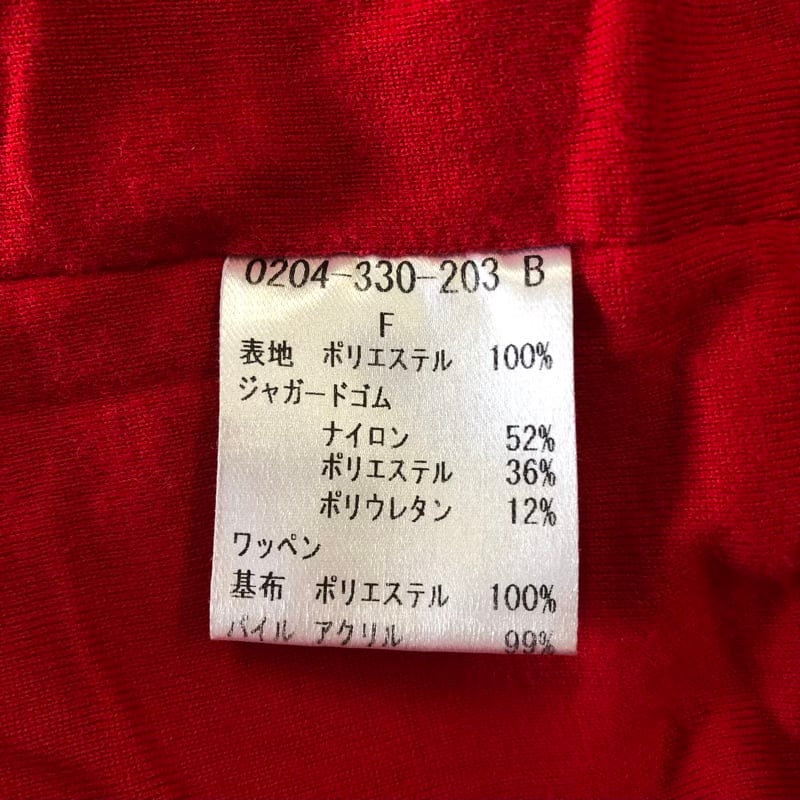 0204-330-203 B
F
表地 ポリエステル 100%
ジャガードゴム
ナイロン 52%
ポリエステル 36%
ポリウレタン 12%
ワッペン
基布 ポリエステル 100%
パイル アクリル 99%